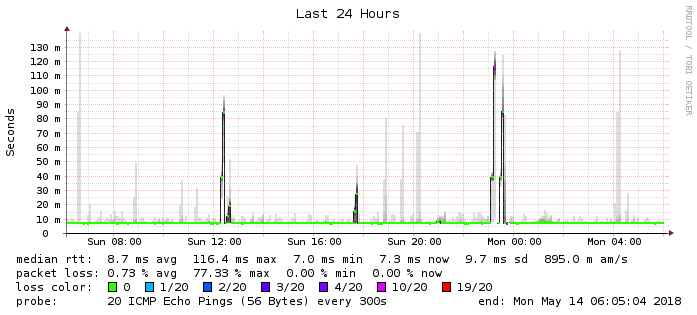 Last 24 Hours
RRDTOOL / TOBI OETIKER
Seconds
130 m
120 m
110 m
100 m
90 m
80 m
70 m
60 m
50 m
40 m
30 m
20 m
10 m
0
Sun 08:00 Sun 12:00 Sun 16:00 Sun 20:00 Mon 00:00 Mon 04:00
median rtt: 8.7 ms avg 116.4 ms max 7.0 ms min 7.3 ms now 9.7 ms sd 895.0 m am/s
packet loss: 0.73 % avg 77.33 % max 0.00 % min 0.00 % now
loss color: 0 1/20 2/20 3/20 4/20 10/20 19/20
probe: 20 ICMP Echo Pings (56 Bytes) every 300s end: Mon May 14 06:05:04 2018